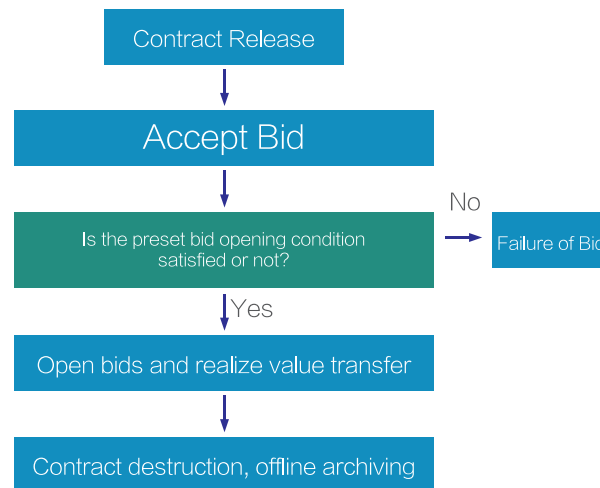 Contract Release
Accept Bid
Is the preset bid opening condition
satisfied or not?
No
Failure of Bid
Yes
Open bids and realize value transfer
Contract destruction, offline archiving